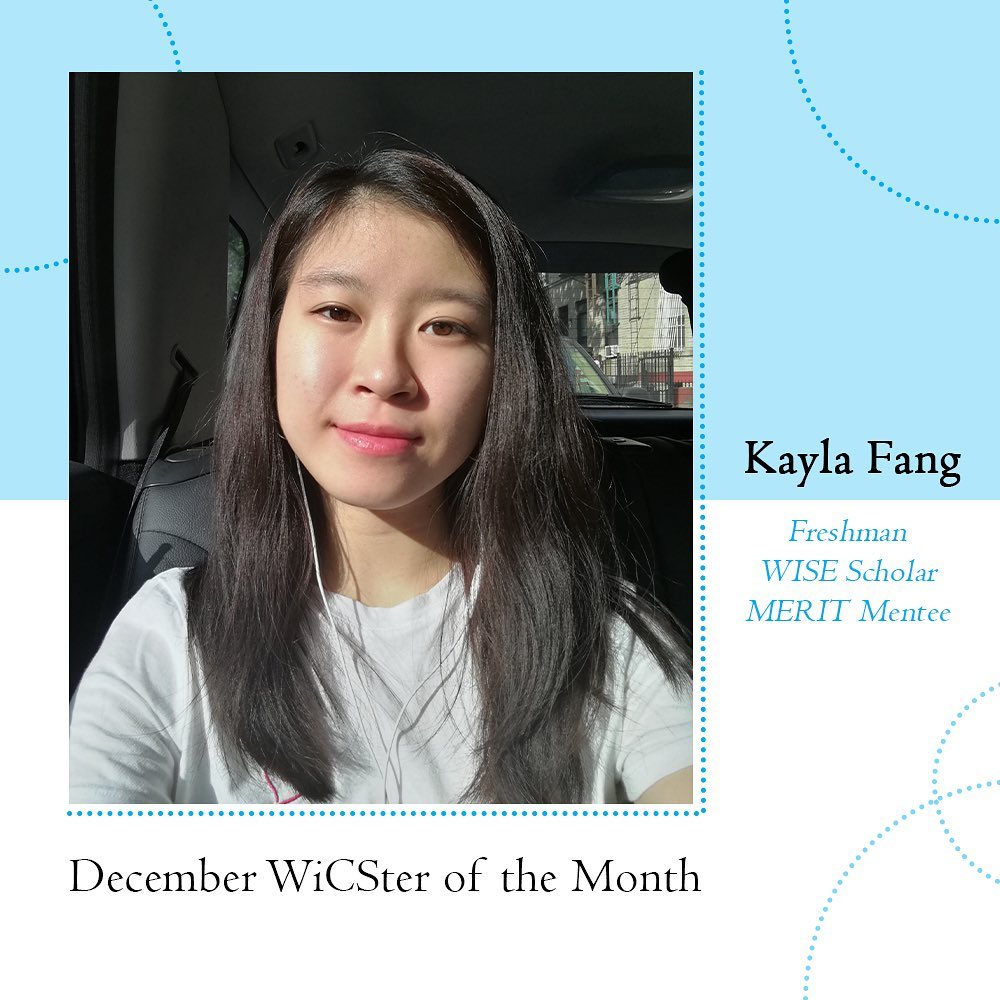 Kayla Fang
Freshman
WISE Scholar
MERIT Mentee
December WiCSter of the Month